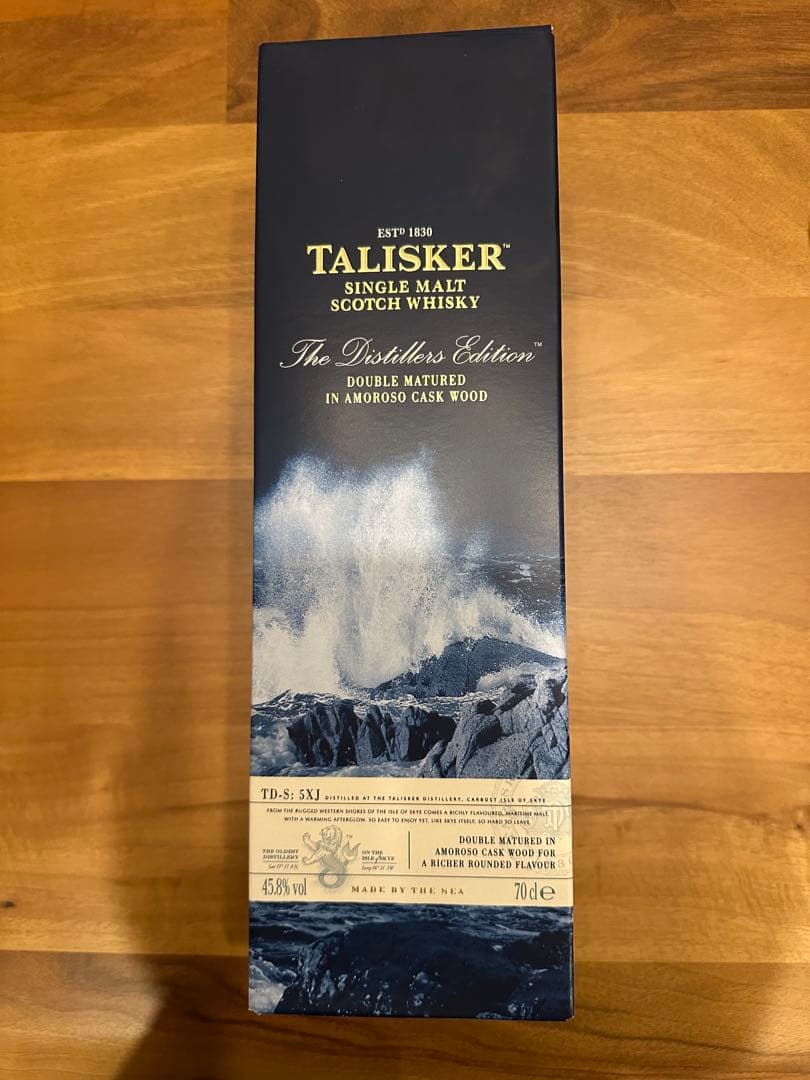 ESTD 1830
TALISKER™
SINGLE MALT
SCOTCH WHISKY
The Distillers Edition™
DOUBLE MATURED
IN AMOROSO CASK WOOD
TD-S: 5XJ DISTILLED AT THE TALISKER DISTILLERY, CARBOST ISLE OF SKYE
FROM THE RUGGED WESTERN SHORES OF THE ISLE OF SKYE COMES A RICHLY FLAVOURED, MARITIME MALT
WITH A WARMING AFTERGLOW. SO EASY TO ENJOY YET, LIKE SKYE ITSELF, SO HARD TO LEAVE.
THE OLDEST
DISTILLERY
ON THE
ISLE of SKYE
DOUBLE MATURED IN
AMOROSO CASK WOOD FOR
A RICHER ROUNDED FLAVOUR
45.8% vol
MADE BY THE SEA
70 cl e